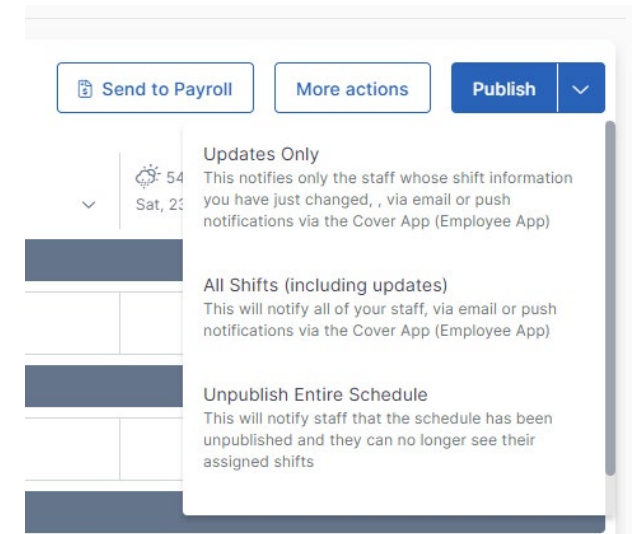 Send to Payroll
More actions
Publish
54
Sat, 23
Updates Only
This notifies only the staff whose shift information
you have just changed, , via email or push
notifications via the Cover App (Employee App)
All Shifts (including updates)
This will notify all of your staff, via email or push
notifications via the Cover App (Employee App)
Unpublish Entire Schedule
This will notify staff that the schedule has been
unpublished and they can no longer see their
assigned shifts